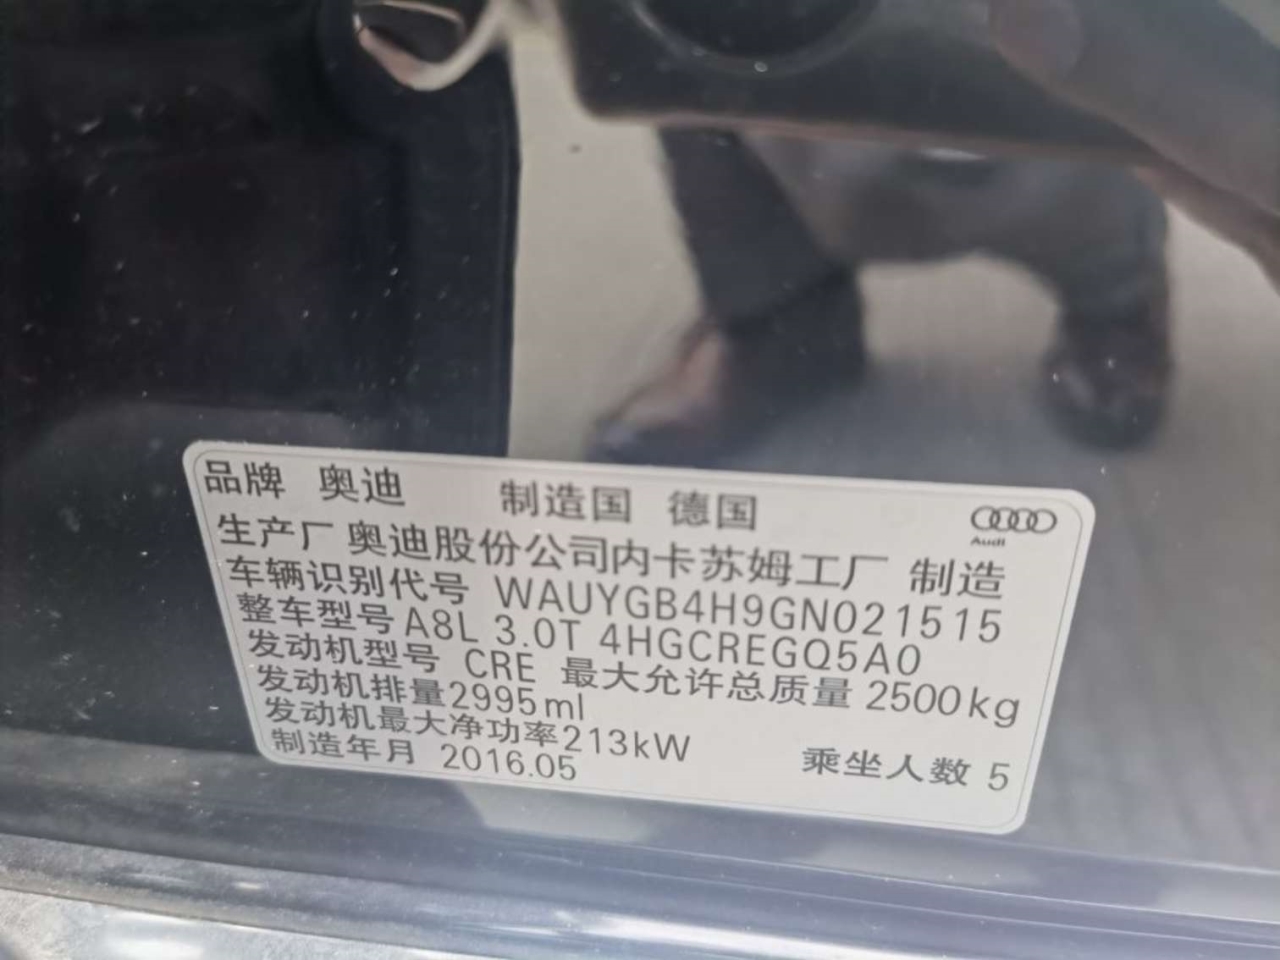 品牌 奥迪 制造国 德国
Audi
生产厂 奥迪股份公司内卡苏姆工厂 制造
车辆识别代号 WAUYGB4H9GN021515
整车型号 A8L 3.0T 4HGCREGQ5A0
发动机型号 CRE 最大允许总质量 2500kg
发动机排量2995ml
发动机最大净功率213kW 乘坐人数 5
制造年月 2016.05